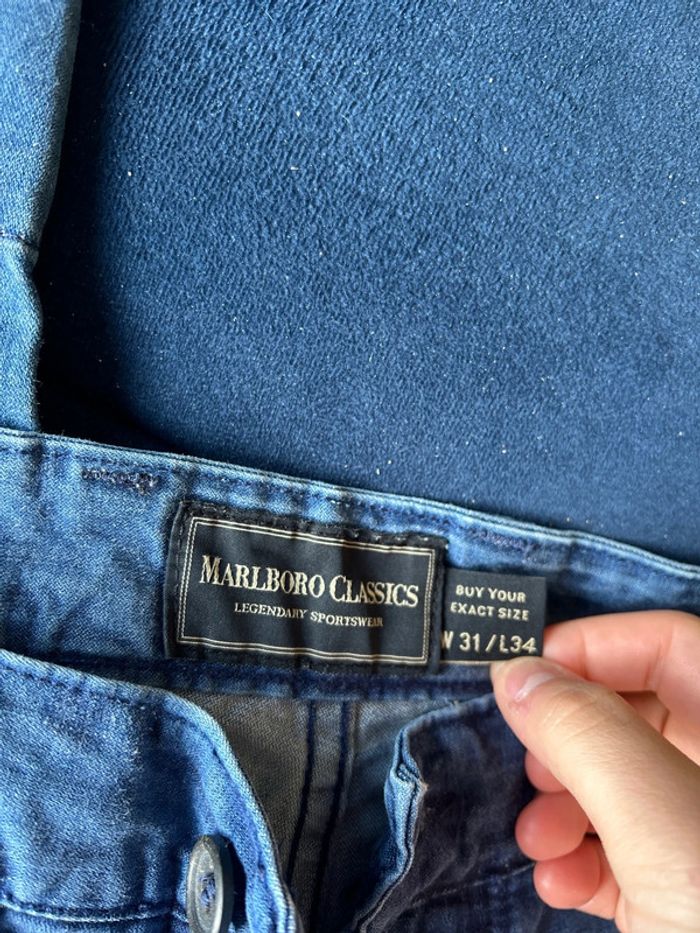 MARLBORO CLASSICS
LEGENDARY SPORTSWEAR
BUY YOUR
EXACT SIZE
W 31/L34